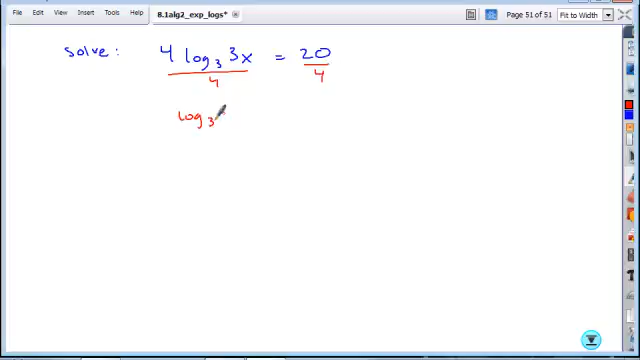 File Edit View Insert Tools Help
8.1alg2_exp_logs* Page 51 of 51 Fit to Width
Solve: 4 log₃ 3x = 20
4 4
log₃